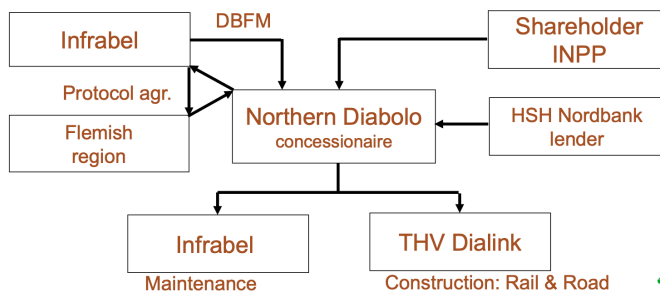 Infrabel
DBFM
Shareholder
INPP
Protocol agr.
Northern Diabolo
concessionaire
Flemish
region
HSH Nordbank
lender
Infrabel
THV Dialink
Maintenance
Construction: Rail & Road